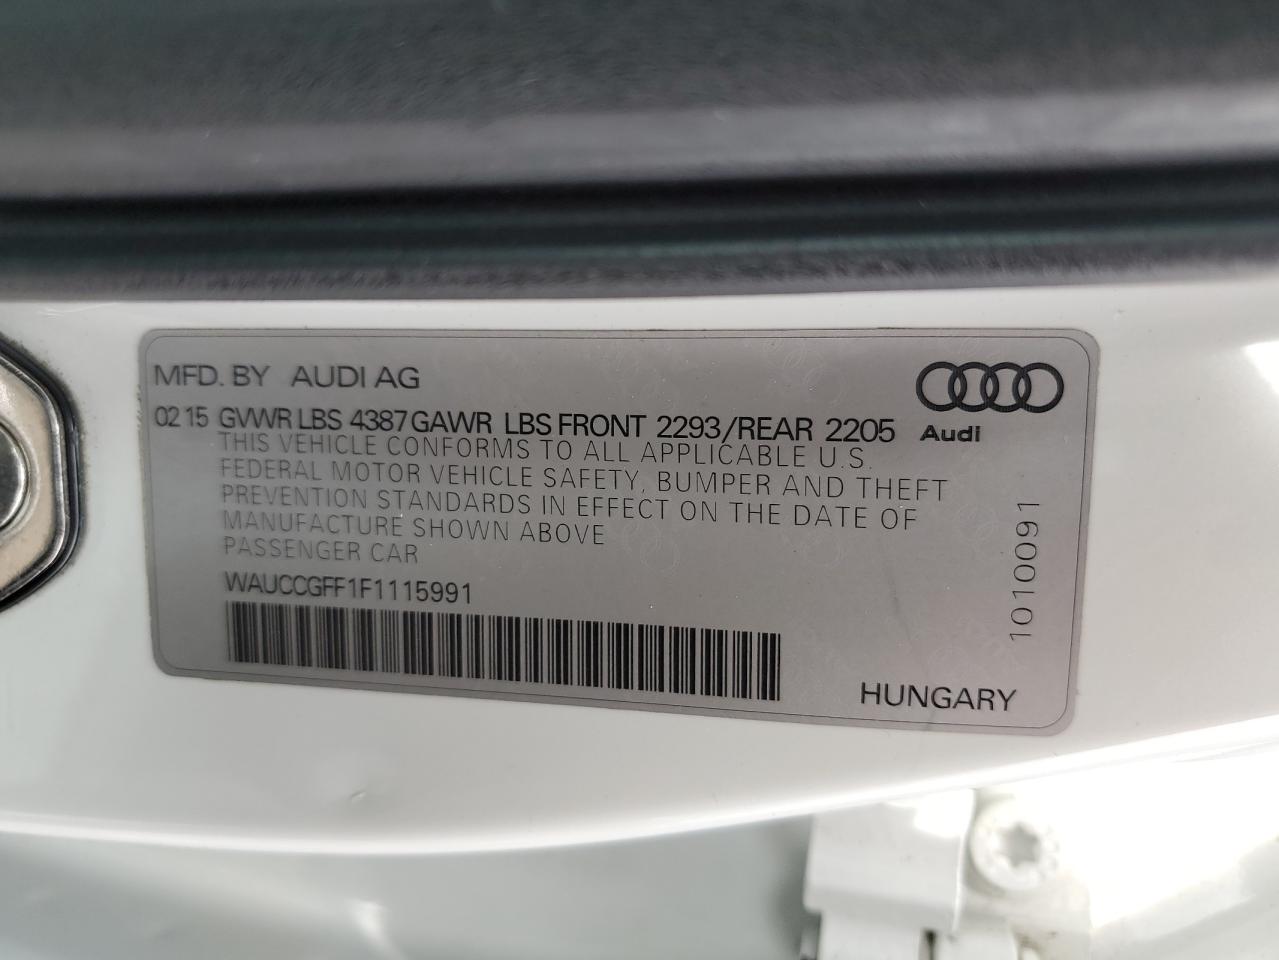 MFD. BY AUDI AG
02 15 GVWR LBS 4387 GAWR LBS FRONT 2293/REAR 2205
Audi
THIS VEHICLE CONFORMS TO ALL APPLICABLE U.S.
FEDERAL MOTOR VEHICLE SAFETY, BUMPER AND THEFT
PREVENTION STANDARDS IN EFFECT ON THE DATE OF
MANUFACTURE SHOWN ABOVE
PASSENGER CAR
WAUCCGFF1F1115991
1010091
HUNGARY